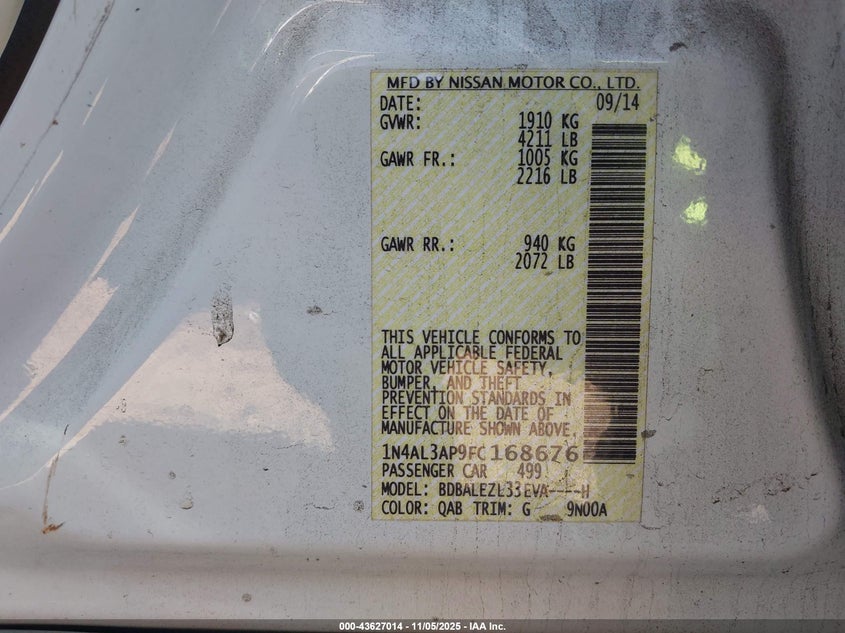 MFD BY NISSAN MOTOR CO., LTD.
DATE: 09/14
GVWR: 1910 KG
4211 LB
GAWR FR.: 1005 KG
2216 LB
GAWR RR.: 940 KG
2072 LB
THIS VEHICLE CONFORMS TO
ALL APPLICABLE FEDERAL
MOTOR VEHICLE SAFETY,
BUMPER, AND THEFT
PREVENTION STANDARDS IN
EFFECT ON THE DATE OF
MANUFACTURE SHOWN ABOVE.
1N4AL3AP9FC168676
PASSENGER CAR 499
MODEL: BDBALEZL33EVA----H
COLOR: QAB TRIM: G 9N00A
000-43627014 - 11/05/2025 - IAA Inc.